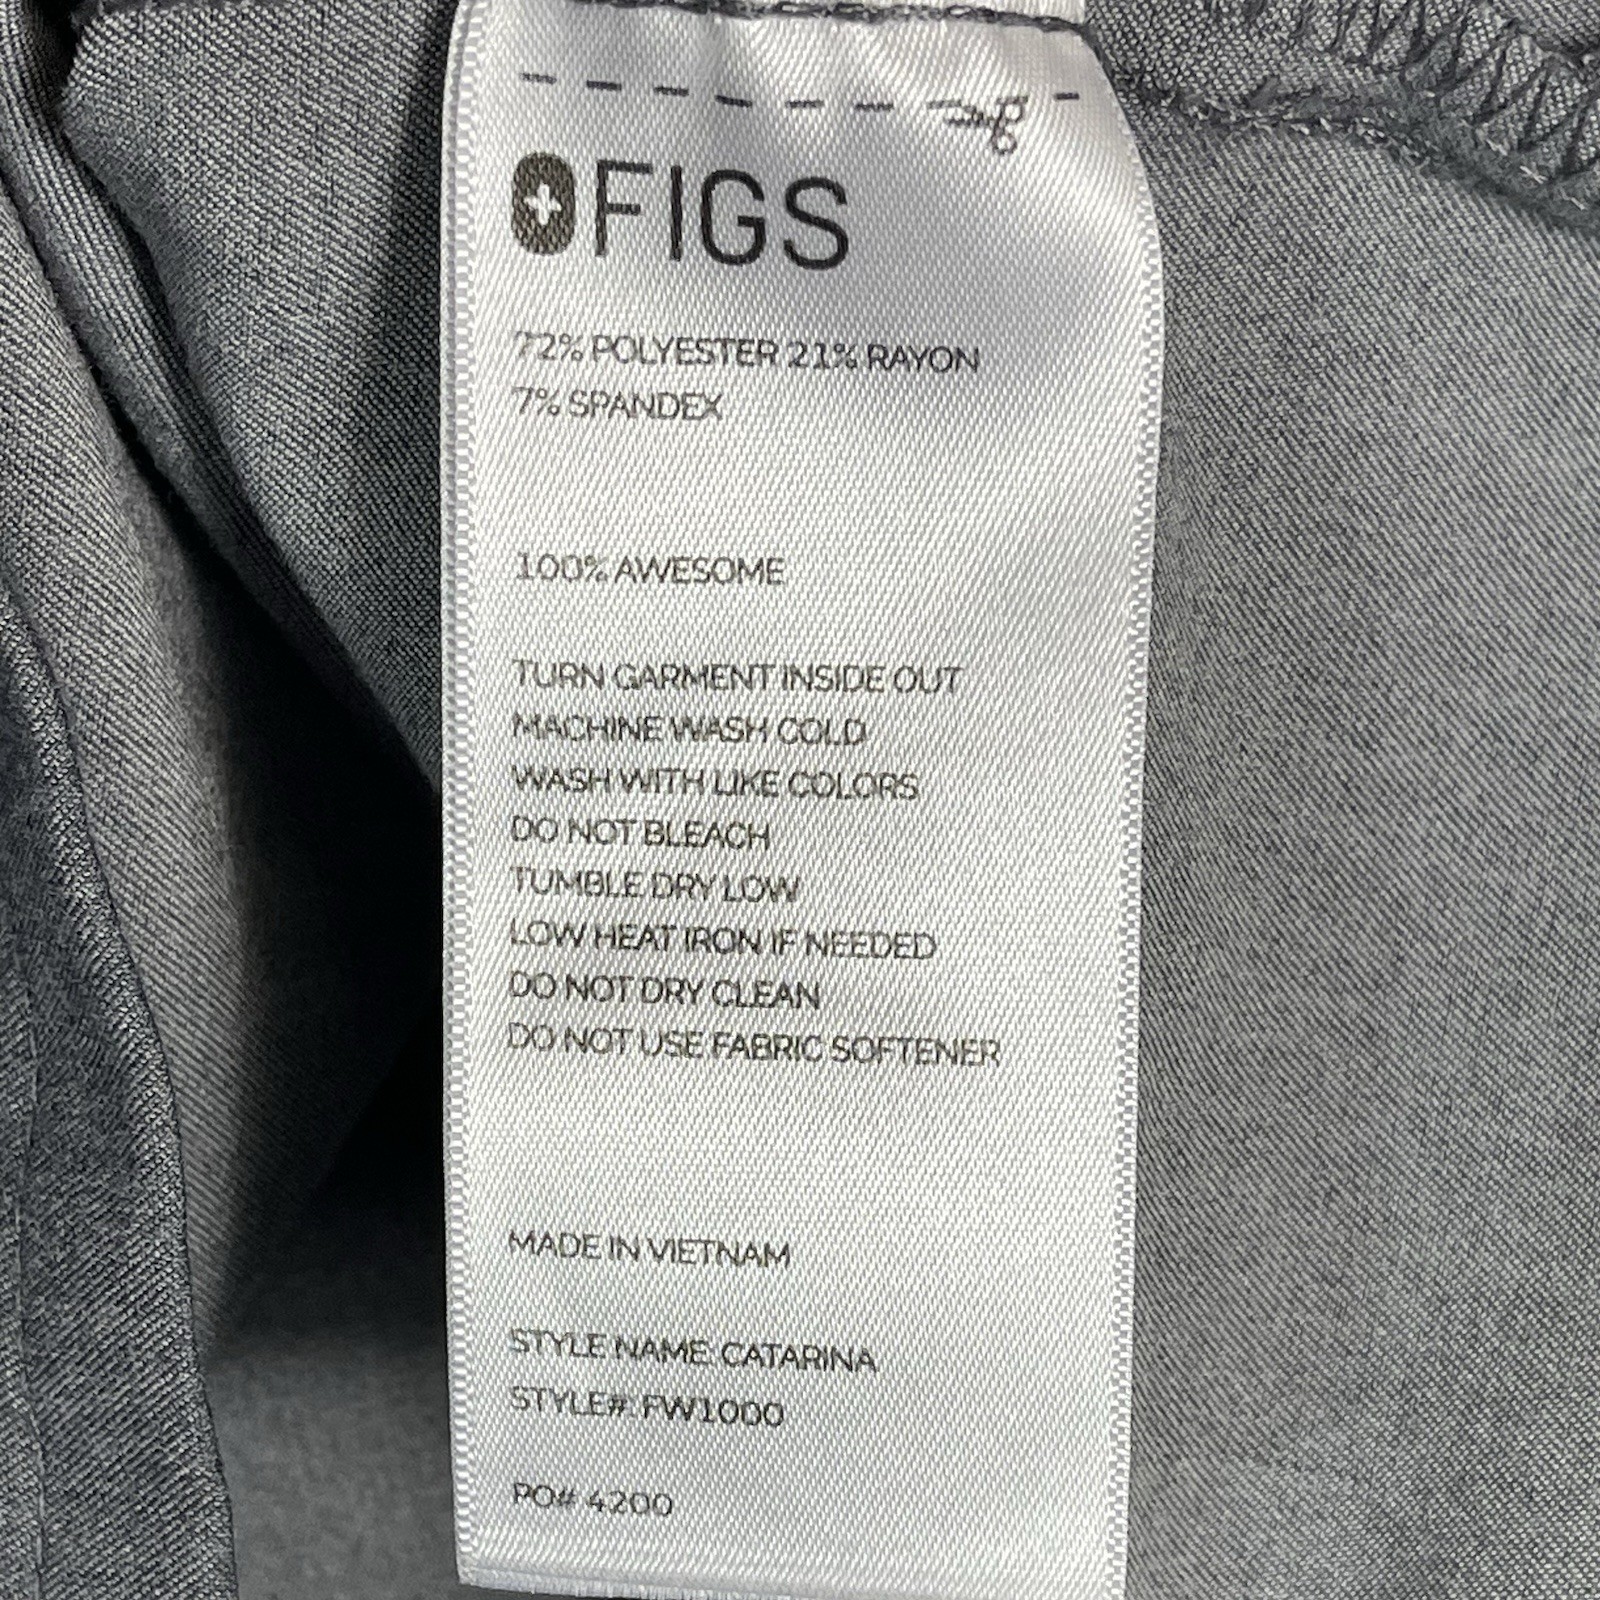 FIGS
72% POLYESTER 21% RAYON
7% SPANDEX
100% AWESOME
TURN GARMENT INSIDE OUT
MACHINE WASH COLD
WASH WITH LIKE COLORS
DO NOT BLEACH
TUMBLE DRY LOW
LOW HEAT IRON IF NEEDED
DO NOT DRY CLEAN
DO NOT USE FABRIC SOFTENER
MADE IN VIETNAM
STYLE NAME: CATARINA
STYLE#: FW1000
PO# 4200